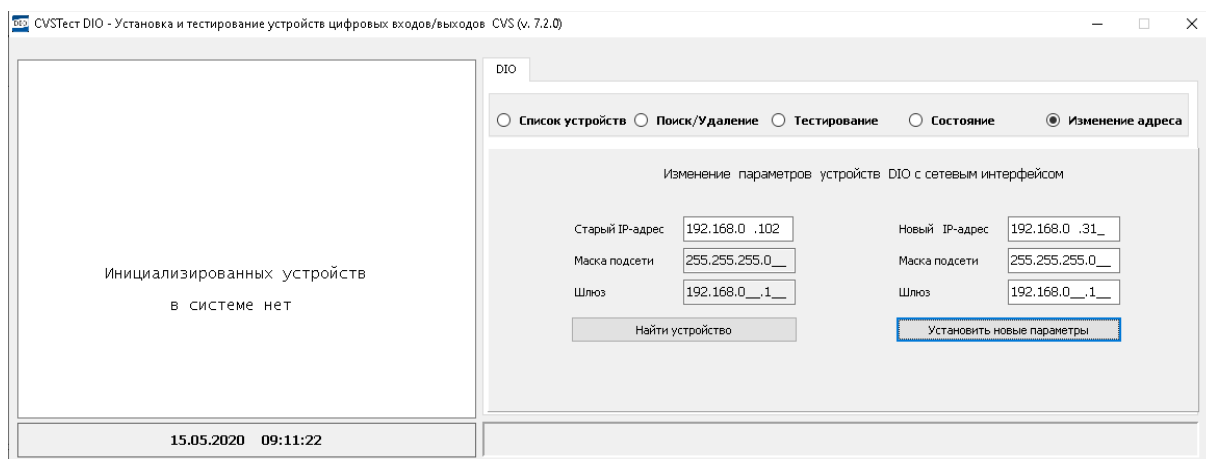 DIO CVSТест DIO - Установка и тестирование устройств цифровых входов/выходов CVS (v. 7.2.0)
DIO
Список устройств Поиск/Удаление Тестирование Состояние Изменение адреса
Изменение параметров устройств DIO с сетевым интерфейсом
Старый IP-адрес 192.168.0 .102 Новый IP-адрес 192.168.0 .31_
Маска подсети 255.255.255.0__ Маска подсети 255.255.255.0__
Шлюз 192.168.0__.1__ Шлюз 192.168.0__.1__
Найти устройство Установить новые параметры
Инициализированных устройств
в системе нет
15.05.2020 09:11:22